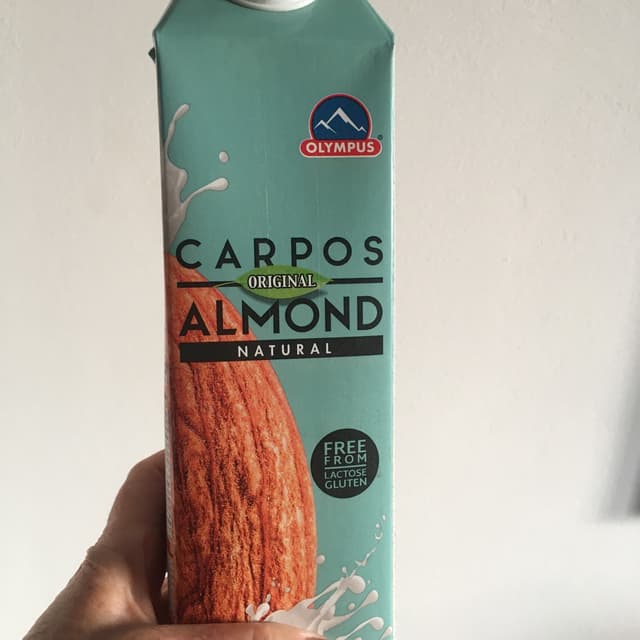 OLYMPUS
CARPOS
ORIGINAL
ALMOND
NATURAL
FREE
FROM
LACTOSE
GLUTEN